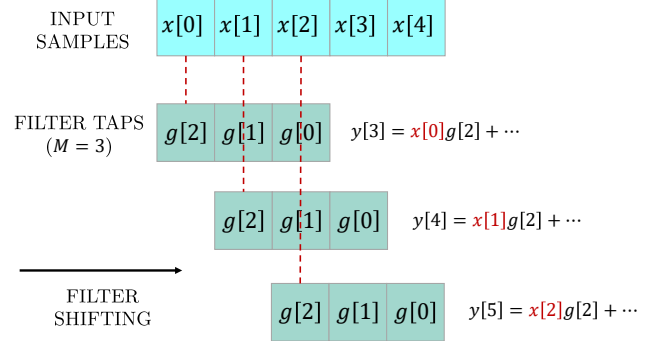 INPUT
SAMPLES
x[0] x[1] x[2] x[3] x[4]
FILTER TAPS
(M = 3)
g[2] g[1] g[0]
y[3] = x[0]g[2] + ⋯
g[2] g[1] g[0]
y[4] = x[1]g[2] + ⋯
FILTER
SHIFTING
g[2] g[1] g[0]
y[5] = x[2]g[2] + ⋯